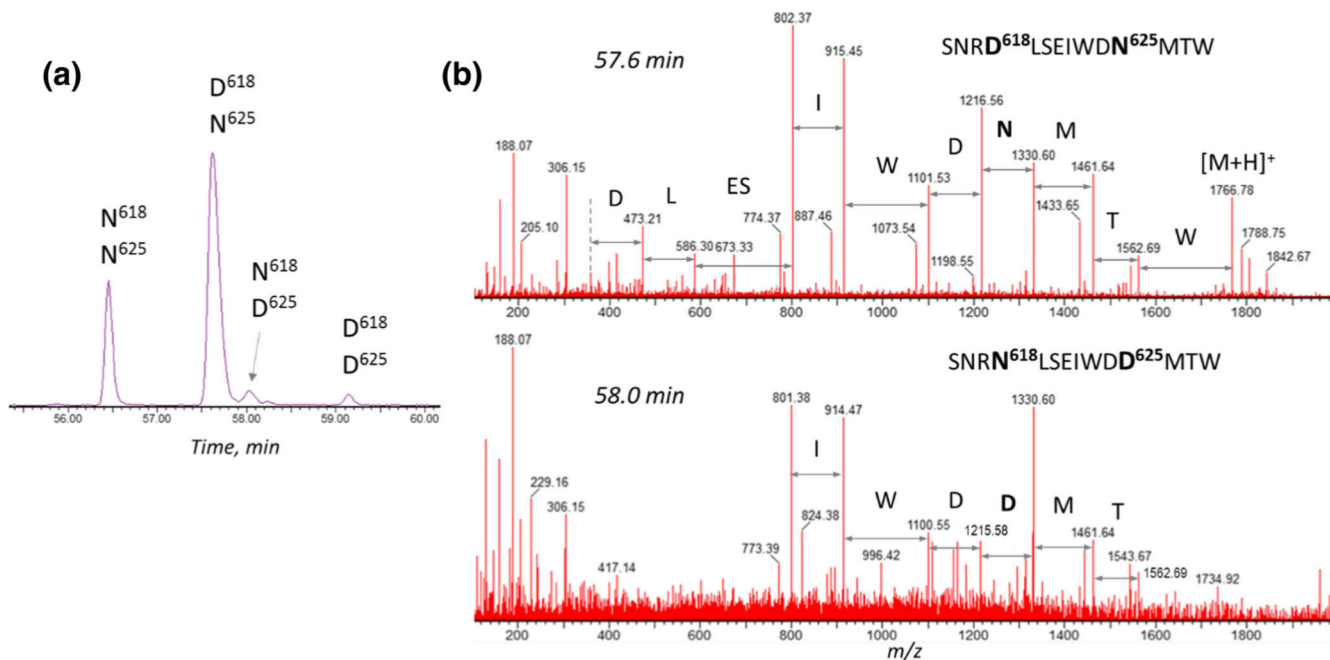 (a)
D⁶¹⁸
N⁶²⁵
N⁶¹⁸
N⁶²⁵
N⁶¹⁸
D⁶²⁵
D⁶¹⁸
D⁶²⁵
56.00 57.00 58.00 59.00 60.00
Time, min
(b)
57.6 min
SNRD⁶¹⁸LSEIWDN⁶²⁵MTW
802.37
915.45
I
1216.56
D N M
188.07
306.15
W
1101.53
1330.60
1461.64
[M+H]⁺
1766.78
D L ES
205.10
473.21
586.30
673.33
774.37
887.46
1073.54
1198.55
1433.65
T
1562.69
W
1788.75
1842.67
200 400 600 800 1000 1200 1400 1600 1800
58.0 min
SNRN⁶¹⁸LSEIWDD⁶²⁵MTW
188.07
801.38
914.47
1330.60
I
229.16
306.15
417.14
773.39
824.38
W
996.42
1100.55
D
1215.58
D
M
1461.64
T
1543.67
1562.69
1734.92
200 400 600 800 1000 1200 1400 1600 1800
m/z